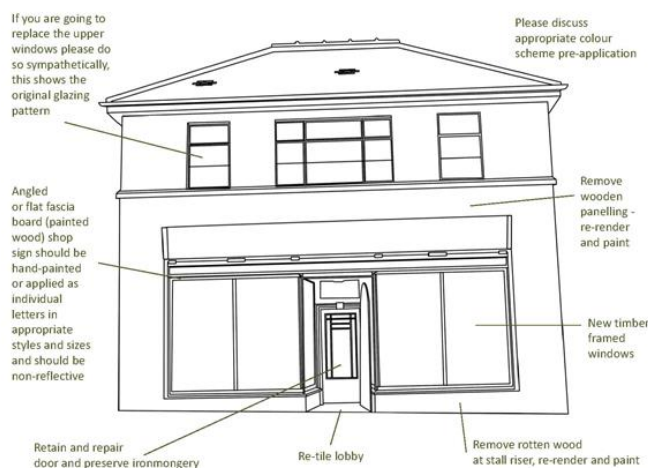 If you are going to
replace the upper
windows please do
so sympathetically,
this shows the
original glazing
pattern
Please discuss
appropriate colour
scheme pre-application
Angled
or flat fascia
board (painted
wood) shop
sign should be
hand-painted
or applied as
individual
letters in
appropriate
styles and sizes
and should be
non-reflective
Remove
wooden
panelling -
re-render
and paint
New timber
framed
windows
Retain and repair
door and preserve ironmongery
Re-tile lobby
Remove rotten wood
at stall riser, re-render and paint